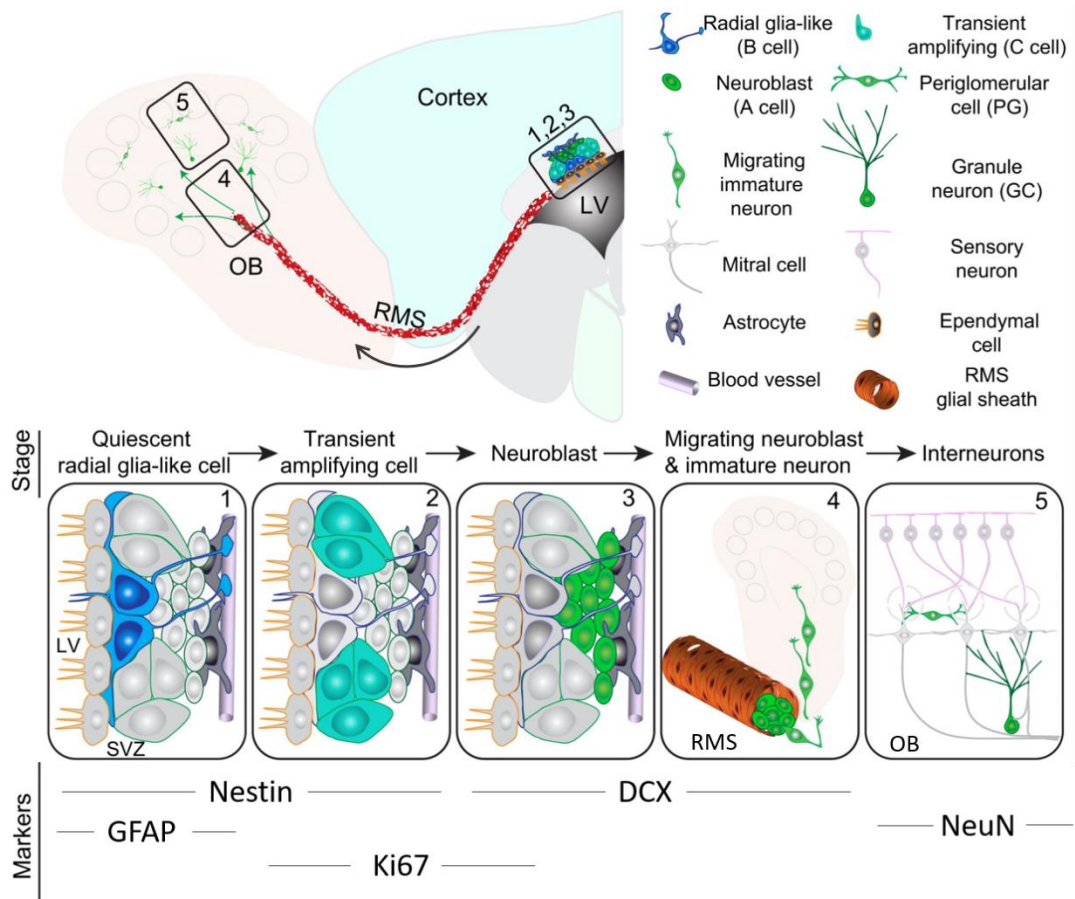 5
4
OB
RMS
Cortex
1,2,3
LV
Radial glia-like
(B cell)
Transient
amplifying (C cell)
Neuroblast
(A cell)
Periglomerular
cell (PG)
Migrating
immature
neuron
Granule
neuron (GC)
Mitral cell
Sensory
neuron
Astrocyte
Ependymal
cell
Blood vessel
RMS
glial sheath
Stage
Quiescent
radial glia-like cell
Transient
amplifying cell
Neuroblast
Migrating neuroblast
& immature neuron
Interneurons
1
LV
SVZ
2
3
4
RMS
5
OB
Markers
Nestin
DCX
GFAP
NeuN
Ki67